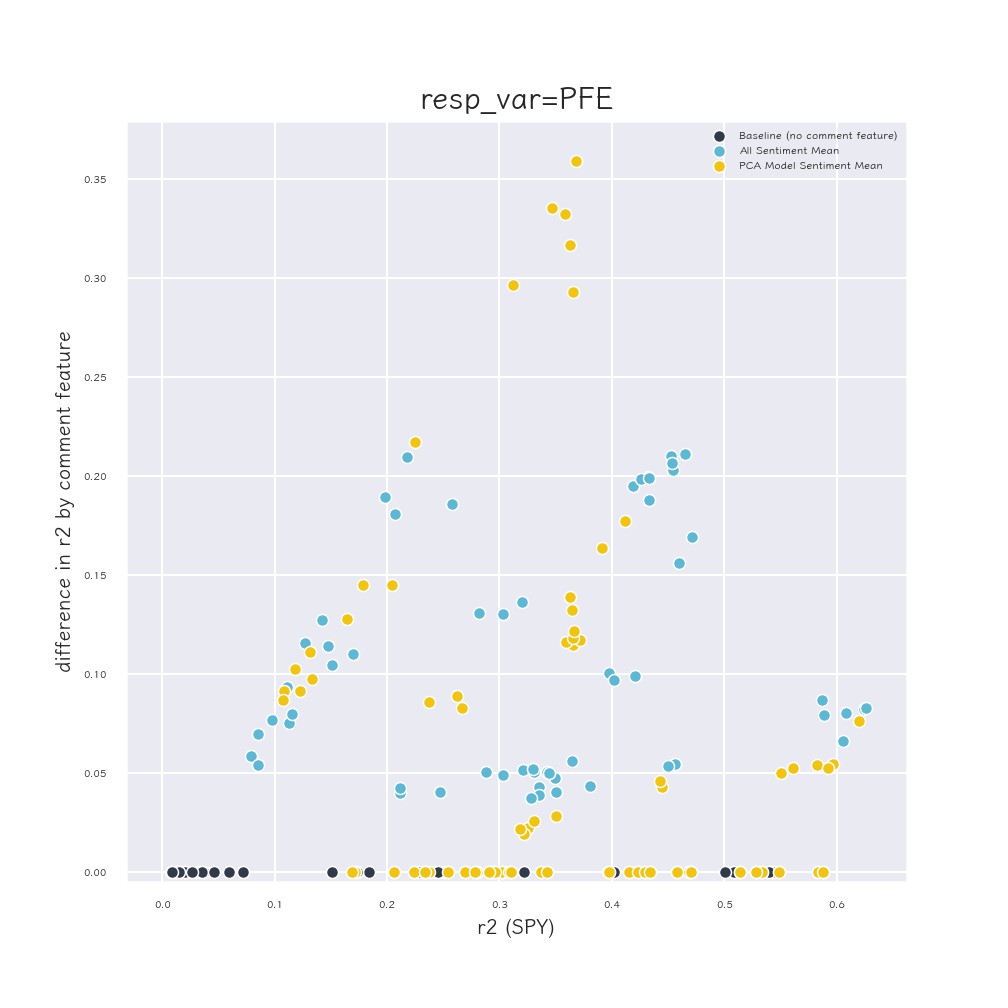 resp_var=PFE
Baseline (no comment feature)
All Sentiment Mean
PCA Model Sentiment Mean
0.35
0.30
0.25
0.20
0.15
0.10
0.05
0.00
difference in r2 by comment feature
0.0 0.1 0.2 0.3 0.4 0.5 0.6
r2 (SPY)